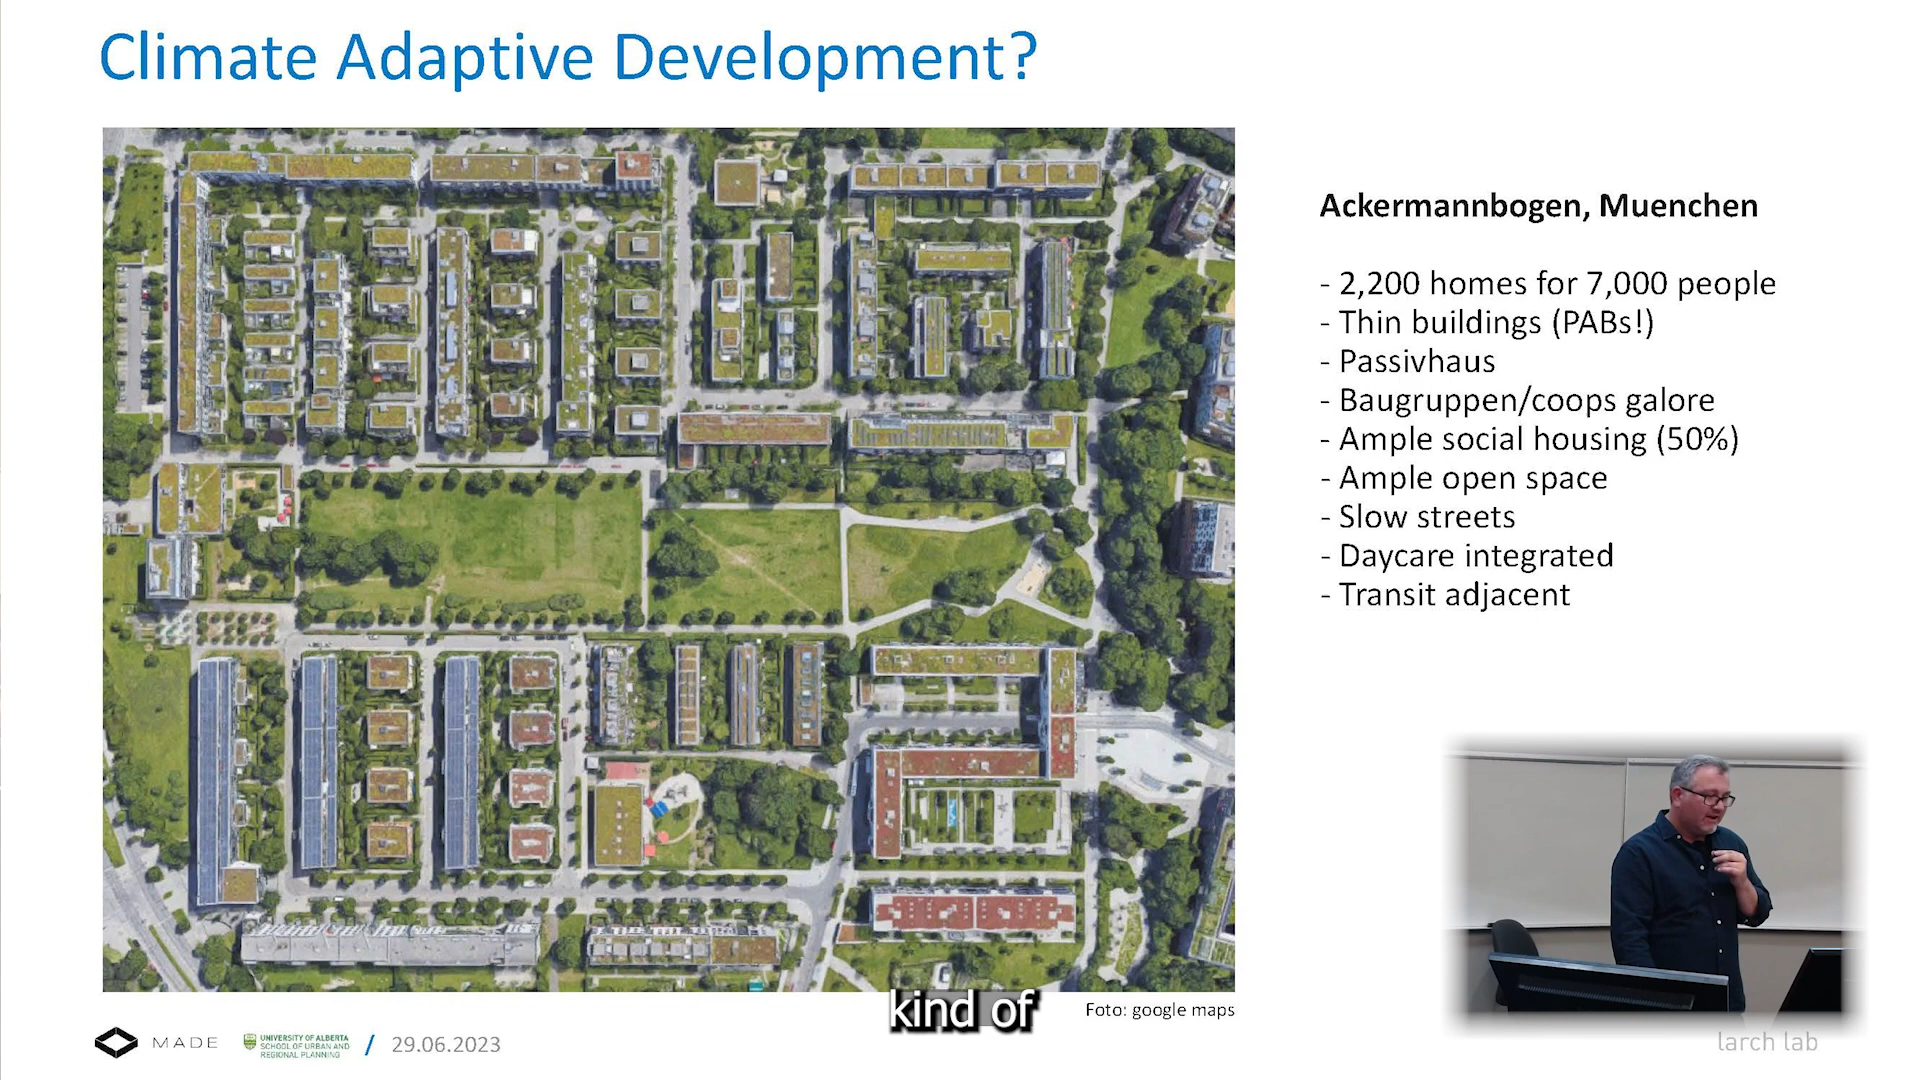 Climate Adaptive Development?
Ackermannbogen, Muenchen
- 2,200 homes for 7,000 people
- Thin buildings (PABs!)
- Passivhaus
- Baugruppen/coops galore
- Ample social housing (50%)
- Ample open space
- Slow streets
- Daycare integrated
- Transit adjacent
kind of
Foto: google maps
MADE
UNIVERSITY OF ALBERTA
SCHOOL OF URBAN AND
REGIONAL PLANNING
/ 29.06.2023
larch lab